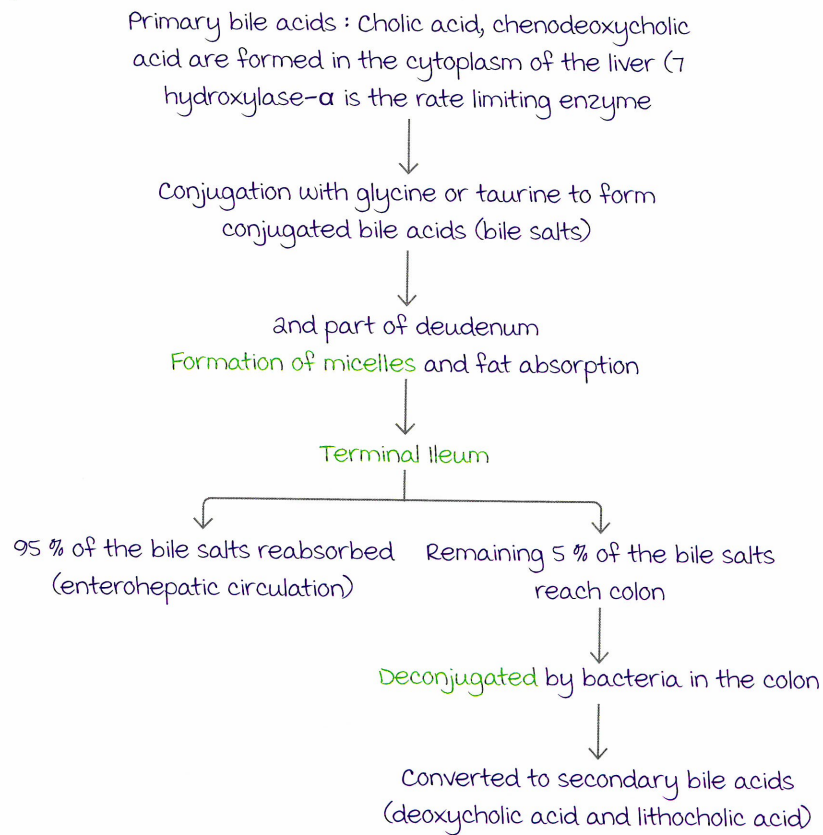 Primary bile acids : Cholic acid, chenodeoxycholic
acid are formed in the cytoplasm of the liver (7
hydroxylase-α is the rate limiting enzyme
Conjugation with glycine or taurine to form
conjugated bile acids (bile salts)
2nd part of deudenum
Formation of micelles and fat absorption
Terminal Ileum
95 % of the bile salts reabsorbed
(enterohepatic circulation)
Remaining 5 % of the bile salts
reach colon
Deconjugated by bacteria in the colon
Converted to secondary bile acids
(deoxycholic acid and lithocholic acid)